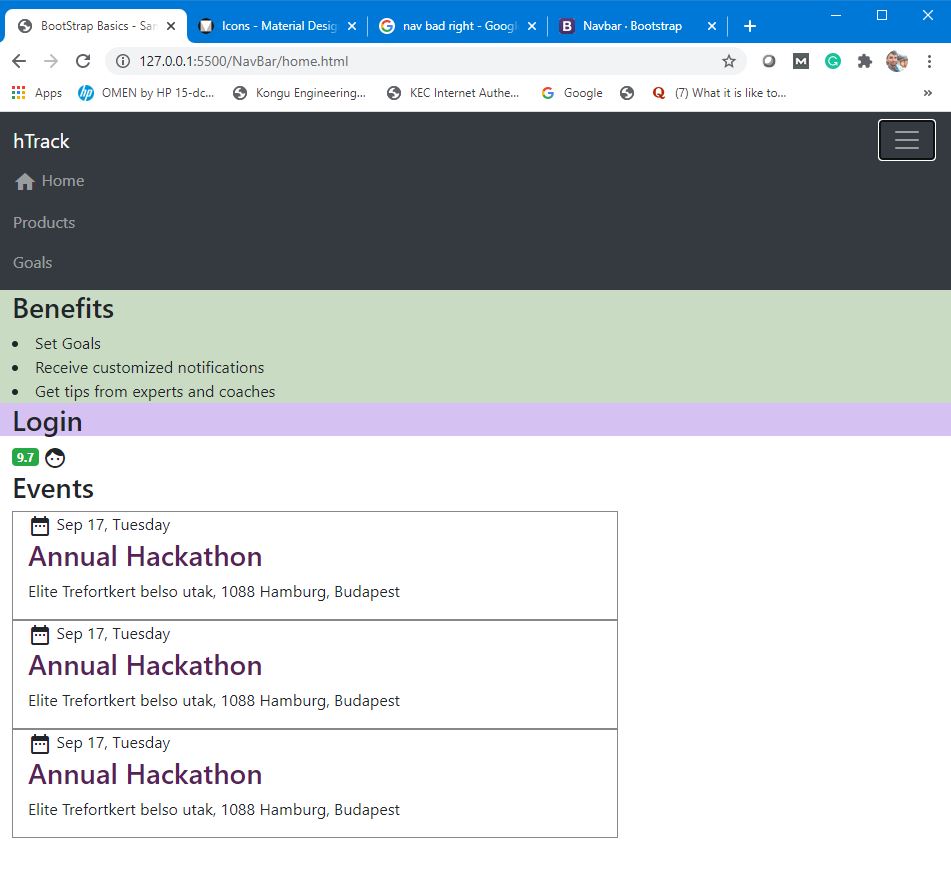 BootStrap Basics - Sar
Icons - Material Desig
nav bad right - Googl
B Navbar · Bootstrap
127.0.0.1:5500/NavBar/home.html
M G
Apps hp OMEN by HP 15-dc... Kongu Engineering... KEC Internet Authe... G Google Q (7) What it is like to... »
hTrack
Home
Products
Goals
Benefits
• Set Goals
• Receive customized notifications
• Get tips from experts and coaches
Login
9.7
Events
Sep 17, Tuesday
Annual Hackathon
Elite Trefortkert belso utak, 1088 Hamburg, Budapest
Sep 17, Tuesday
Annual Hackathon
Elite Trefortkert belso utak, 1088 Hamburg, Budapest
Sep 17, Tuesday
Annual Hackathon
Elite Trefortkert belso utak, 1088 Hamburg, Budapest